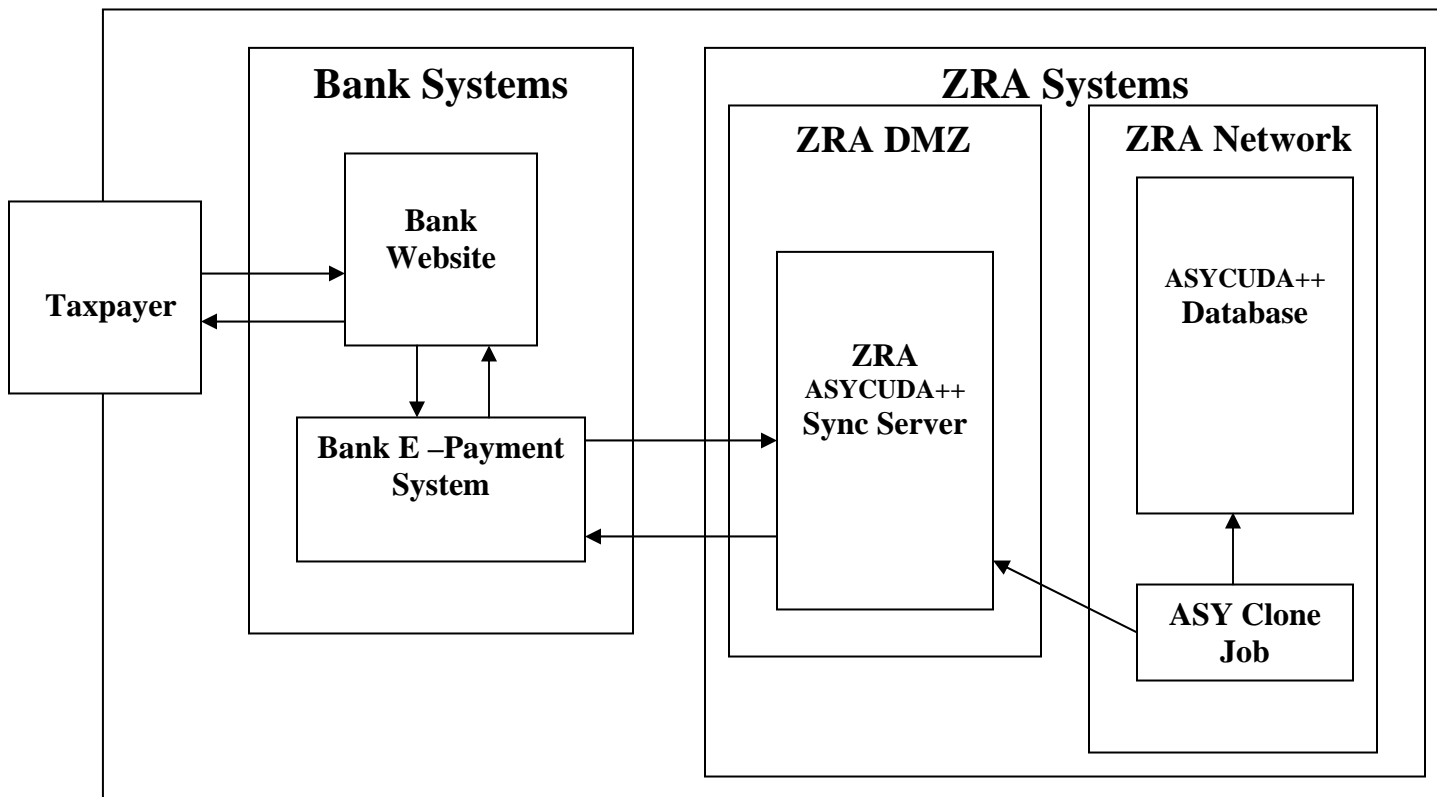 Bank Systems
ZRA Systems
ZRA DMZ
ZRA Network
Bank
Website
Taxpayer
Bank E –Payment
System
ZRA
ASYCUDA++
Sync Server
ASYCUDA++
Database
ASY Clone
Job